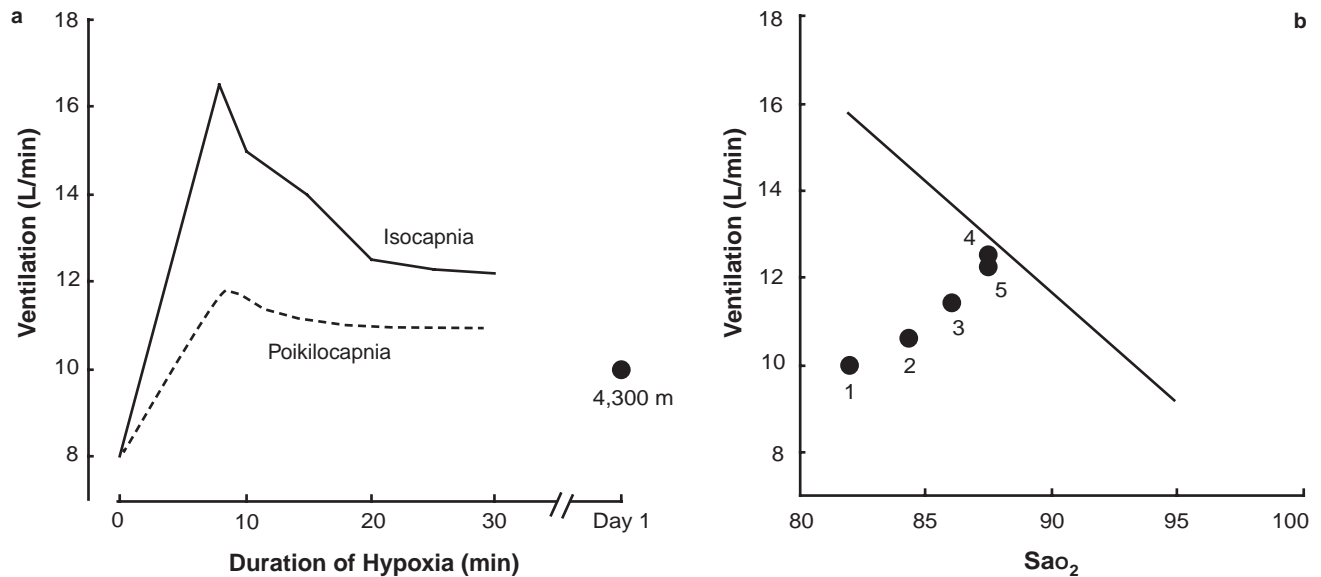 a
18
16
14
12
10
8
Ventilation (L/min)
Isocapnia
Poikilocapnia
4,300 m
0 10 20 30 Day 1
Duration of Hypoxia (min)
b
18
16
14
12
10
8
Ventilation (L/min)
4
5
3
2
1
80 85 90 95 100
SaO₂